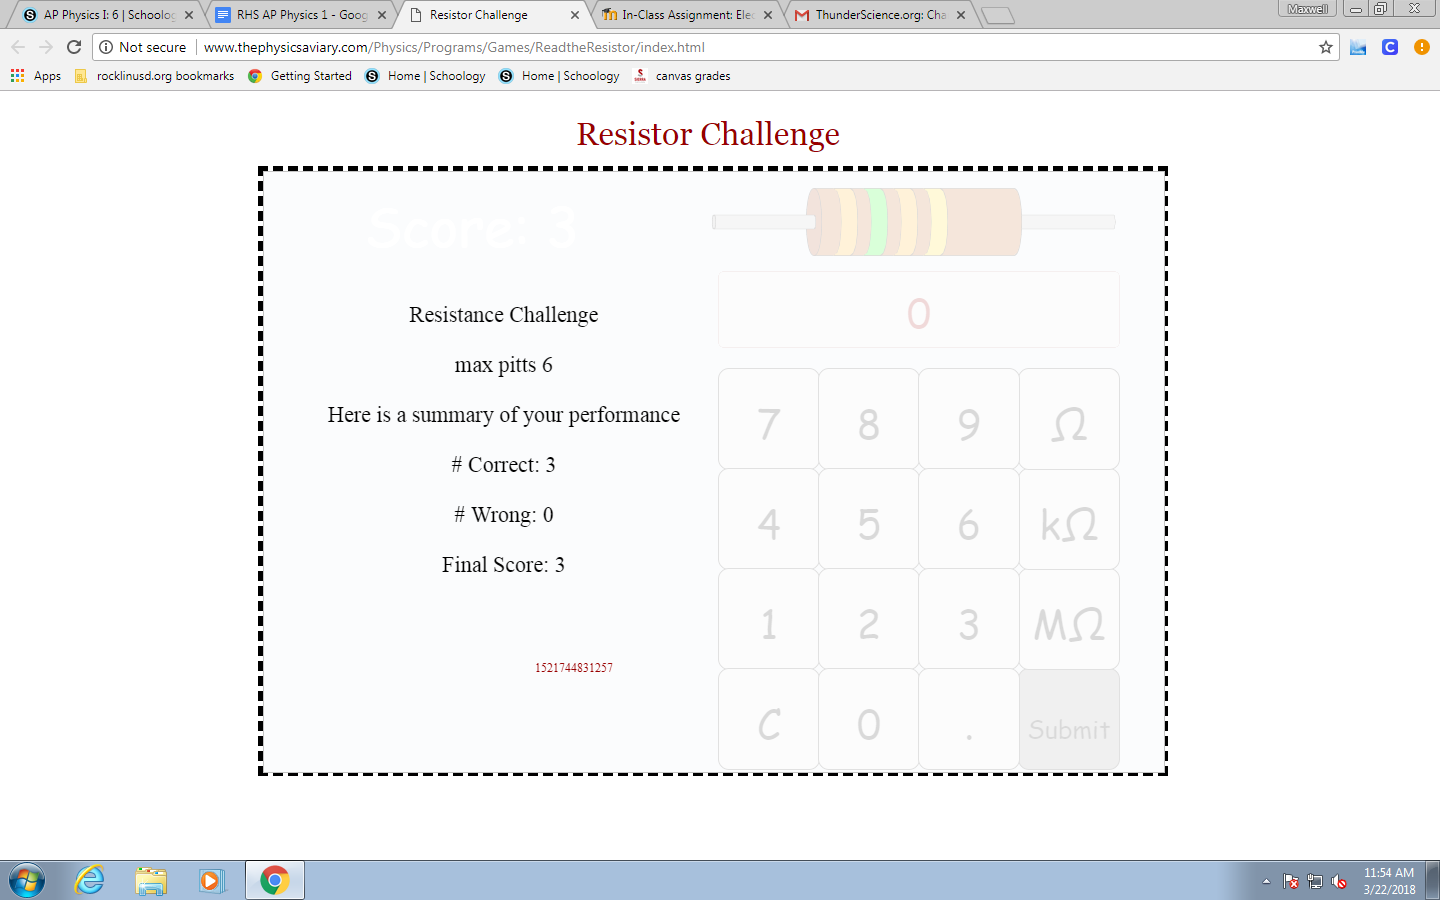 AP Physics I: 6 | Schoolog
RHS AP Physics 1 - Goog
Resistor Challenge
In-Class Assignment: Elec
ThunderScience.org: Cha
Maxwell
Not secure
www.thephysicsaviary.com/Physics/Programs/Games/ReadtheResistor/index.html
Apps
rocklinusd.org bookmarks
Getting Started
Home | Schoology
Home | Schoology
canvas grades
Resistor Challenge
Score: 3
0
Resistance Challenge
max pitts 6
Here is a summary of your performance
# Correct: 3
# Wrong: 0
Final Score: 3
1521744831257
7 8 9 Ω
4 5 6 kΩ
1 2 3 MΩ
C 0 . Submit
11:54 AM
3/22/2018